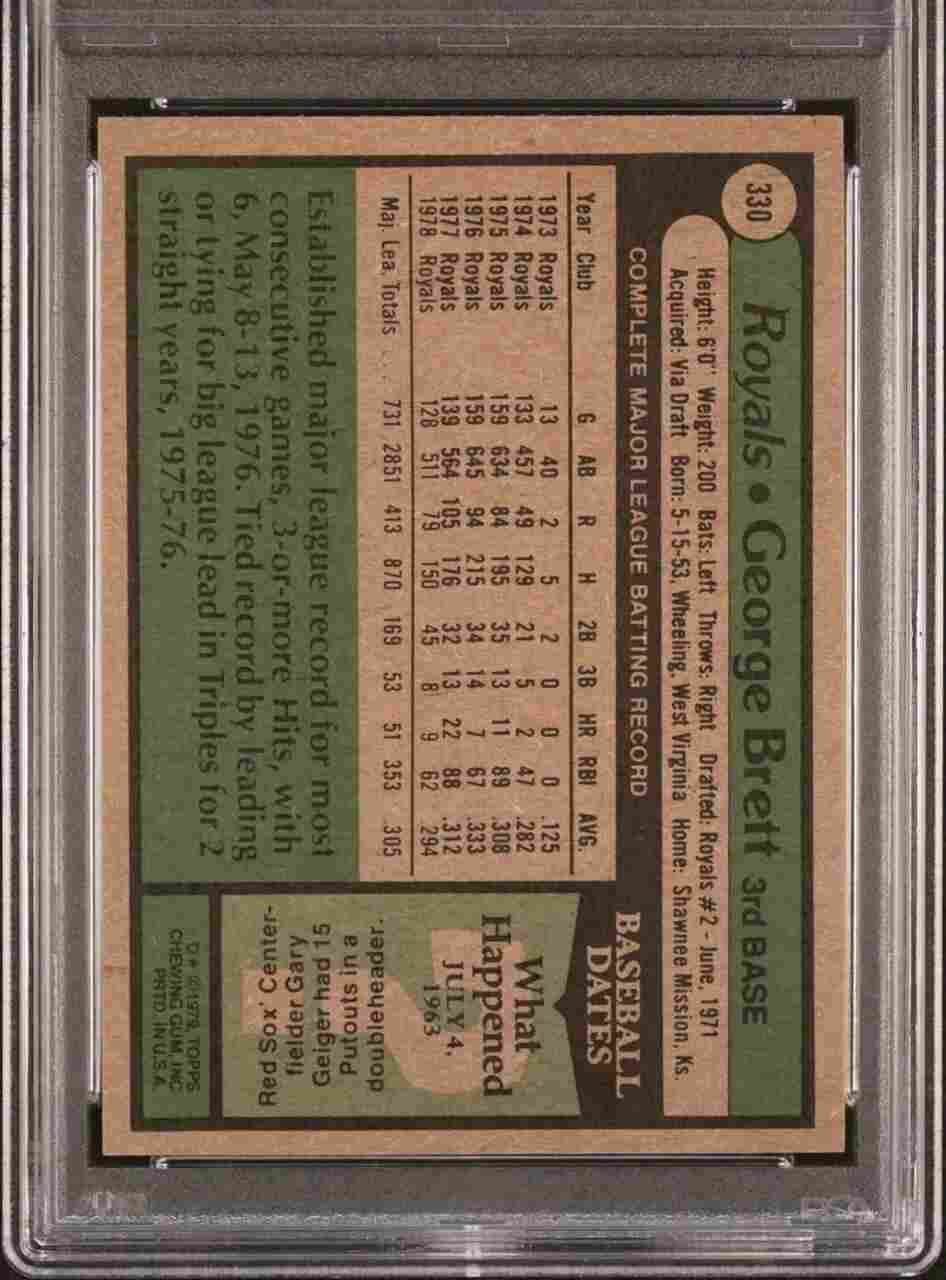 330
Royals • George Brett 3rd BASE
Height: 6'0" Weight: 200 Bats: Left Throws: Right Drafted: Royals #2 - June, 1971
Acquired: Via Draft Born: 5-15-53, Wheeling, West Virginia Home: Shawnee Mission, Ks.
COMPLETE MAJOR LEAGUE BATTING RECORD
Year Club G AB R H 2B 3B HR RBI AVG.
1973 Royals 13 40 2 5 2 0 0 0 .125
1974 Royals 133 457 49 129 21 5 2 47 .282
1975 Royals 159 634 84 195 35 13 11 89 .308
1976 Royals 159 645 94 215 34 14 7 67 .333
1977 Royals 139 564 105 176 32 13 22 88 .312
1978 Royals 128 511 79 150 45 8 9 62 .294
Maj. Lea. Totals . . . 731 2851 413 870 169 53 51 353 .305
Established major league record for most
consecutive games, 3-or-more Hits, with
6, May 8-13, 1976. Tied record by leading
or tying for big league lead in Triples for 2
straight years, 1975-76.
BASEBALL
DATES
What
Happened
JULY 4,
1963
Red Sox' Center-
fielder Gary
Geiger had 15
Putouts in a
doubleheader.
© 1979 TOPPS
CHEWING GUM, INC.
PRTD. IN U.S.A.
PSA